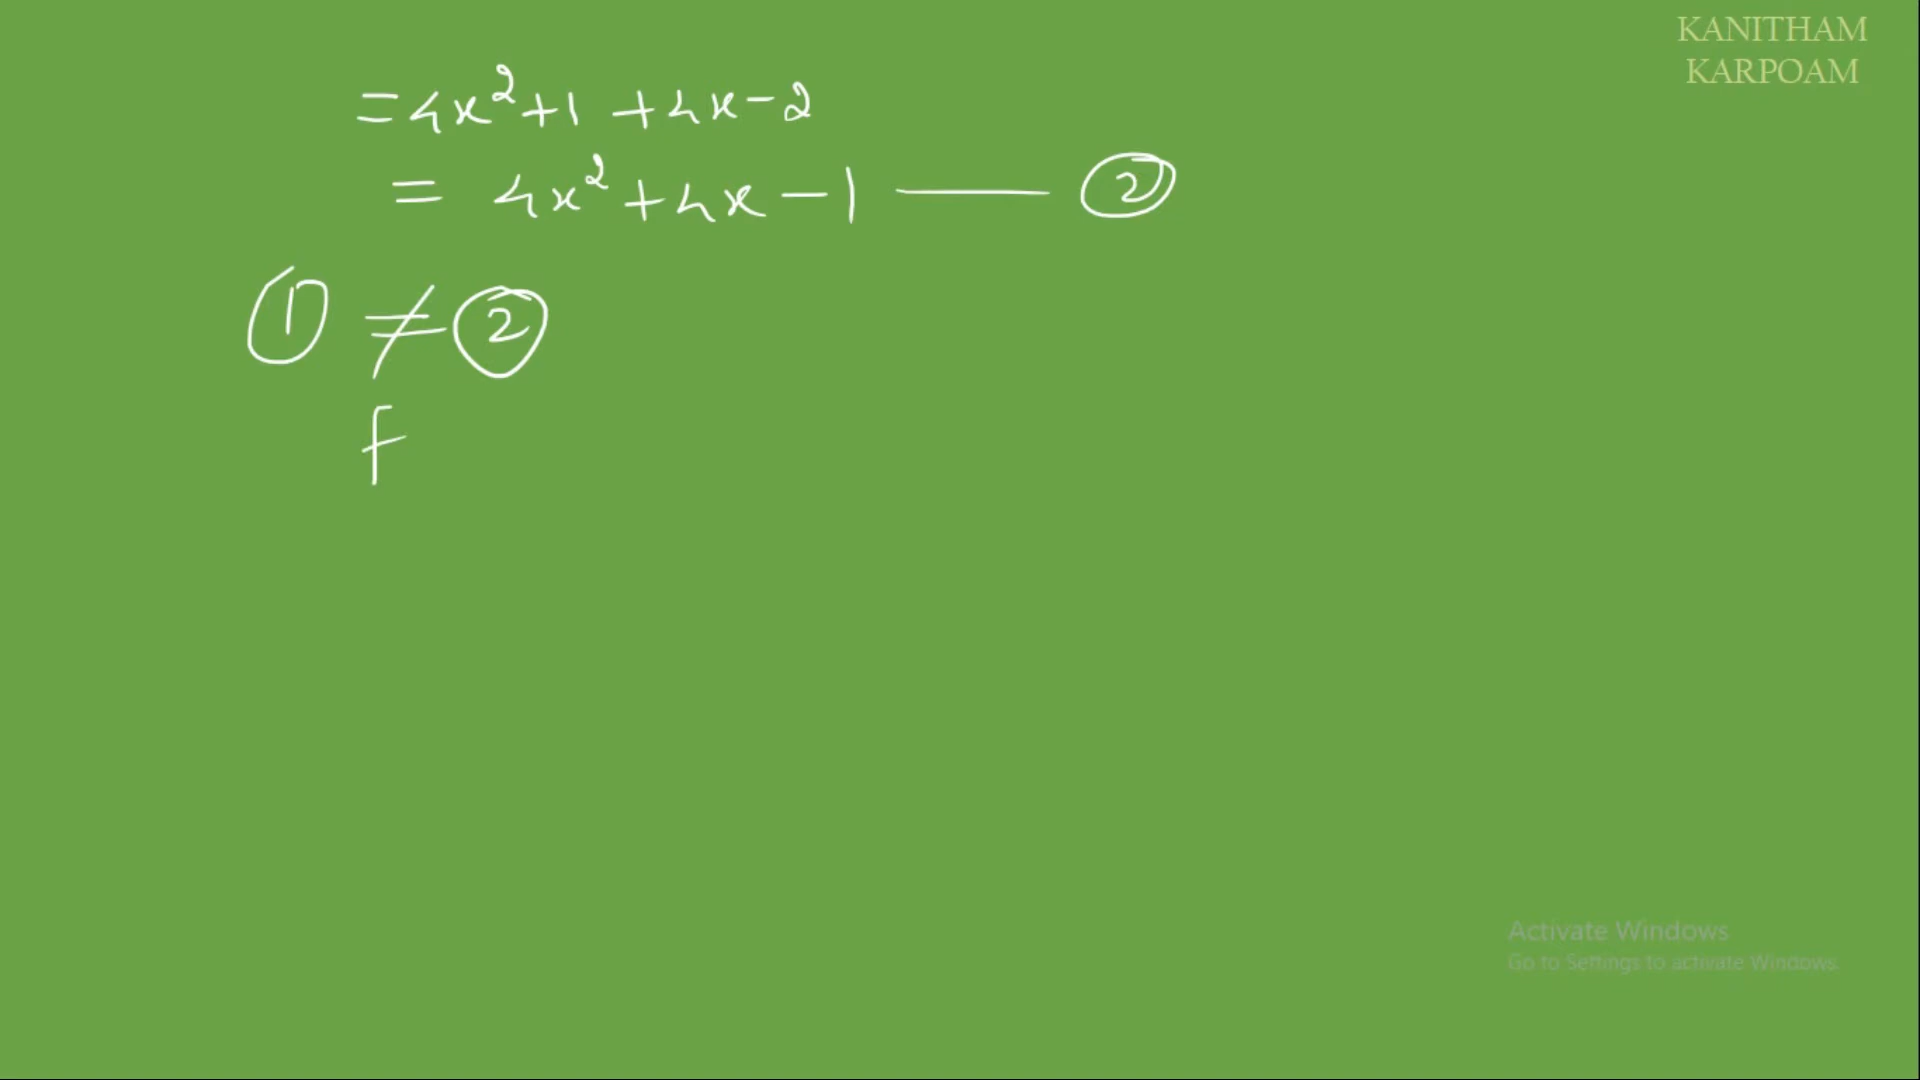 KANITHAM
KARPOAM
= 4x² + 1 + 4x - 2
= 4x² + 4x - 1 —— ②
① ≠ ②
f
Activate Windows
Go to Settings to activate Windows